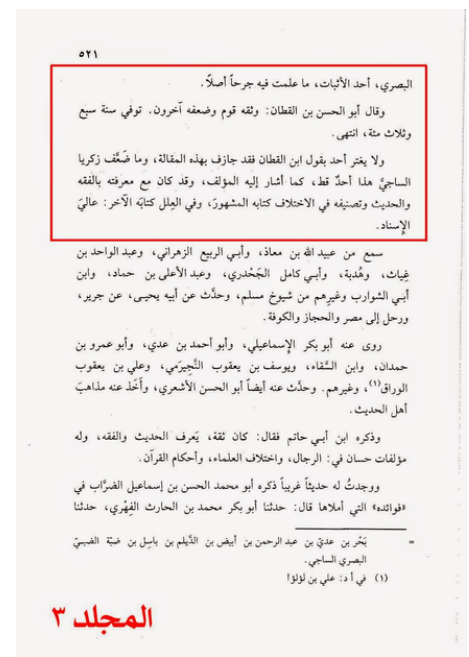 ٥٢١
البصري، أحد الأثبات، ما علمت فيه جرحاً أصلًا.
وقال أبو الحسن بن القطان: وثقه قوم وضعفه آخرون. توفي سنة سبع
وثلاث مئة، انتهى.
ولا يغتر أحد بقول ابن القطان فقد جازف بهذه المقالة، وما ضَعَّف زكريا
الساجيَّ هذا أحدٌ قط، كما أشار إليه المؤلف، وقد كان مع معرفته بالفقه
والحديث وتصنيفه في الاختلاف كتابه المشهورَ، وفي العِلل كتابَه الآخر: عاليَ
الإسناد.
سمع من عبيد الله بن معاذ، وأبي الربيع الزهراني، وعبد الواحد بن
غِياث، وهُدبة، وأبي كامل الجَحْدري، وعبد الأعلى بن حماد، وابن
أبي الشوارب وغيرِهم من شيوخ مسلم، وحدَّث عن أبيه يحيى، عن جرير،
ورحل إلى مصر والحجاز والكوفة.
روى عنه أبو بكر الإسماعيلي، وأبو أحمد بن عدي، وأبو عمرو بن
حمدان، وابن السَّقاء، ويوسف بن يعقوب النَّجِيرَمي، وعلي بن يعقوب
الوراق(١)، وغيرهم. وحدَّث عنه أيضاً أبو الحسن الأشعري، وأَخَذ عنه مذاهبَ
أهل الحديث.
وذكره ابن أبي حاتم فقال: كان ثقة، يَعرف الحديث والفقه، وله
مؤلفات حسان في: الرجال، واختلاف العلماء، وأحكام القرآن.
ووجدتُ له حديثاً غريباً ذكره أبو محمد الحسن بن إسماعيل الضرَّاب في
«فوائده» التي أملاها قال: حدثنا أبو بكر محمد بن الحارث الفِهْري، حدثنا
= بَحْر بن عديّ بن عبد الرحمن بن أبيض بن الدَّيلم بن باسِل بن ضبّة الضبيّ
البصري الساجي.
(١) في أ د: علي بن لؤلؤ!
المجلد ٣